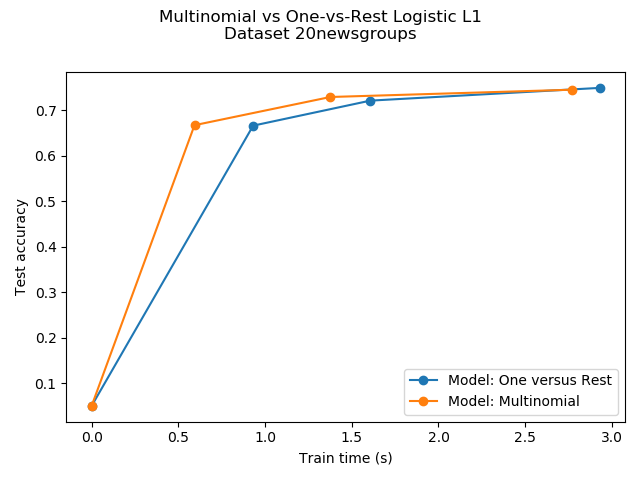 Multinomial vs One-vs-Rest Logistic L1
Dataset 20newsgroups
0.7
0.6
0.5
0.4
0.3
0.2
0.1
Test accuracy
Model: One versus Rest
Model: Multinomial
0.0 0.5 1.0 1.5 2.0 2.5 3.0
Train time (s)